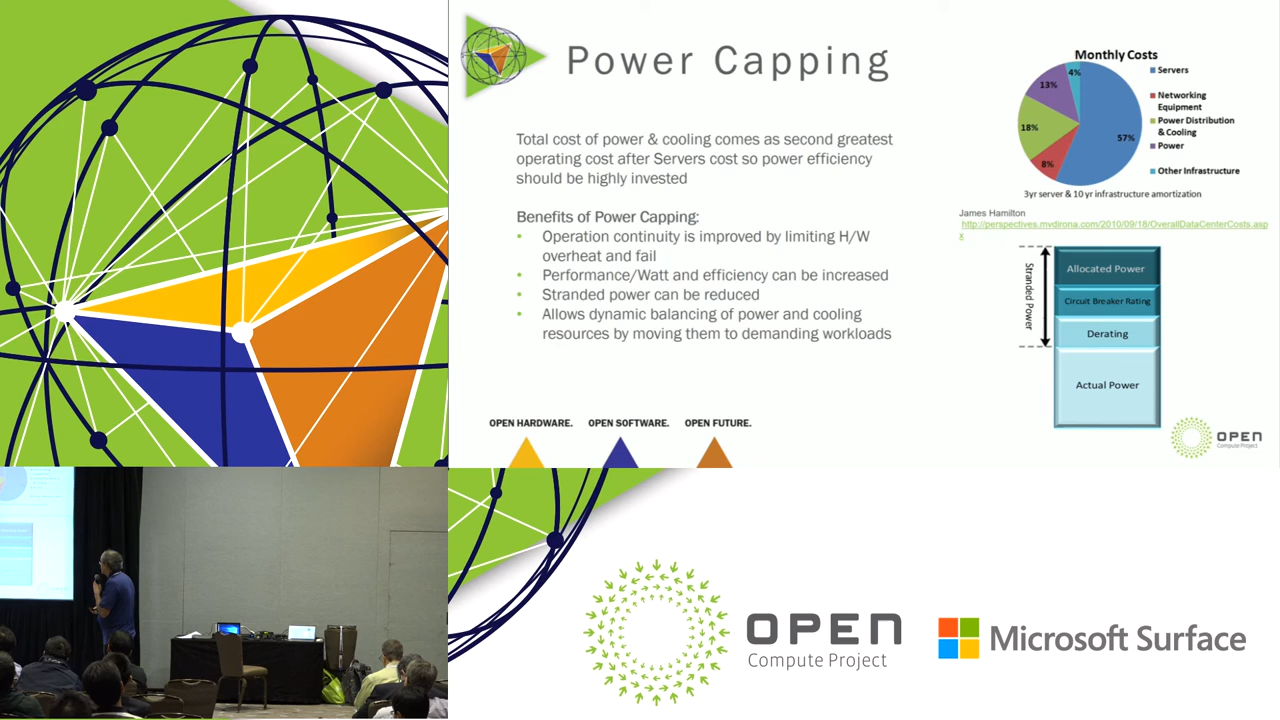 Power Capping
Total cost of power & cooling comes as second greatest
operating cost after Servers cost so power efficiency
should be highly invested
Benefits of Power Capping:
• Operation continuity is improved by limiting H/W
overheat and fail
• Performance/Watt and efficiency can be increased
• Stranded power can be reduced
• Allows dynamic balancing of power and cooling
resources by moving them to demanding workloads
OPEN HARDWARE. OPEN SOFTWARE. OPEN FUTURE.
Monthly Costs
4%
13%
18%
8%
57%
Servers
Networking
Equipment
Power Distribution
& Cooling
Power
Other Infrastructure
3yr server & 10 yr infrastructure amortization
James Hamilton
http://perspectives.mvdirona.com/2010/09/18/OverallDataCenterCosts.asp
x
Stranded Power
Allocated Power
Circuit Breaker Rating
Derating
Actual Power
OPEN
Compute Project
OPEN
Compute Project
Microsoft Surface